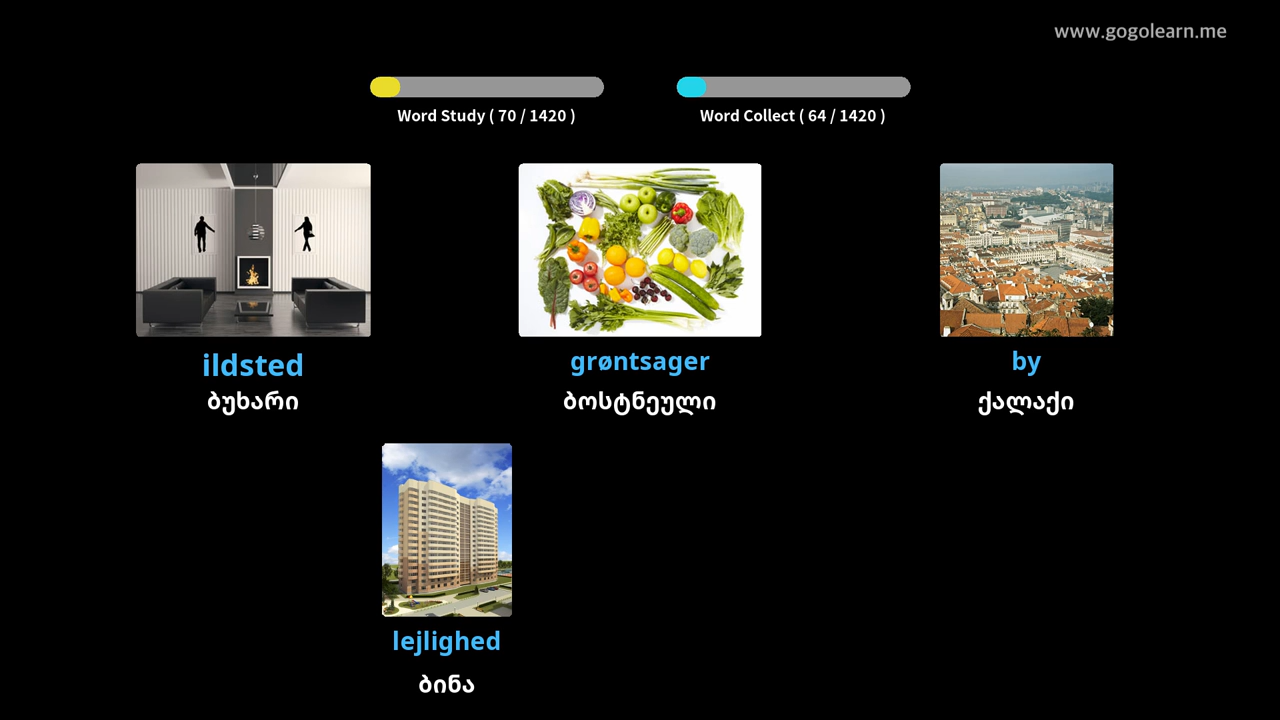 www.gogolearn.me
Word Study ( 70 / 1420 )
Word Collect ( 64 / 1420 )
ildsted
ბუხარი
grøntsager
ბოსტნეული
by
ქალაქი
lejlighed
ბინა